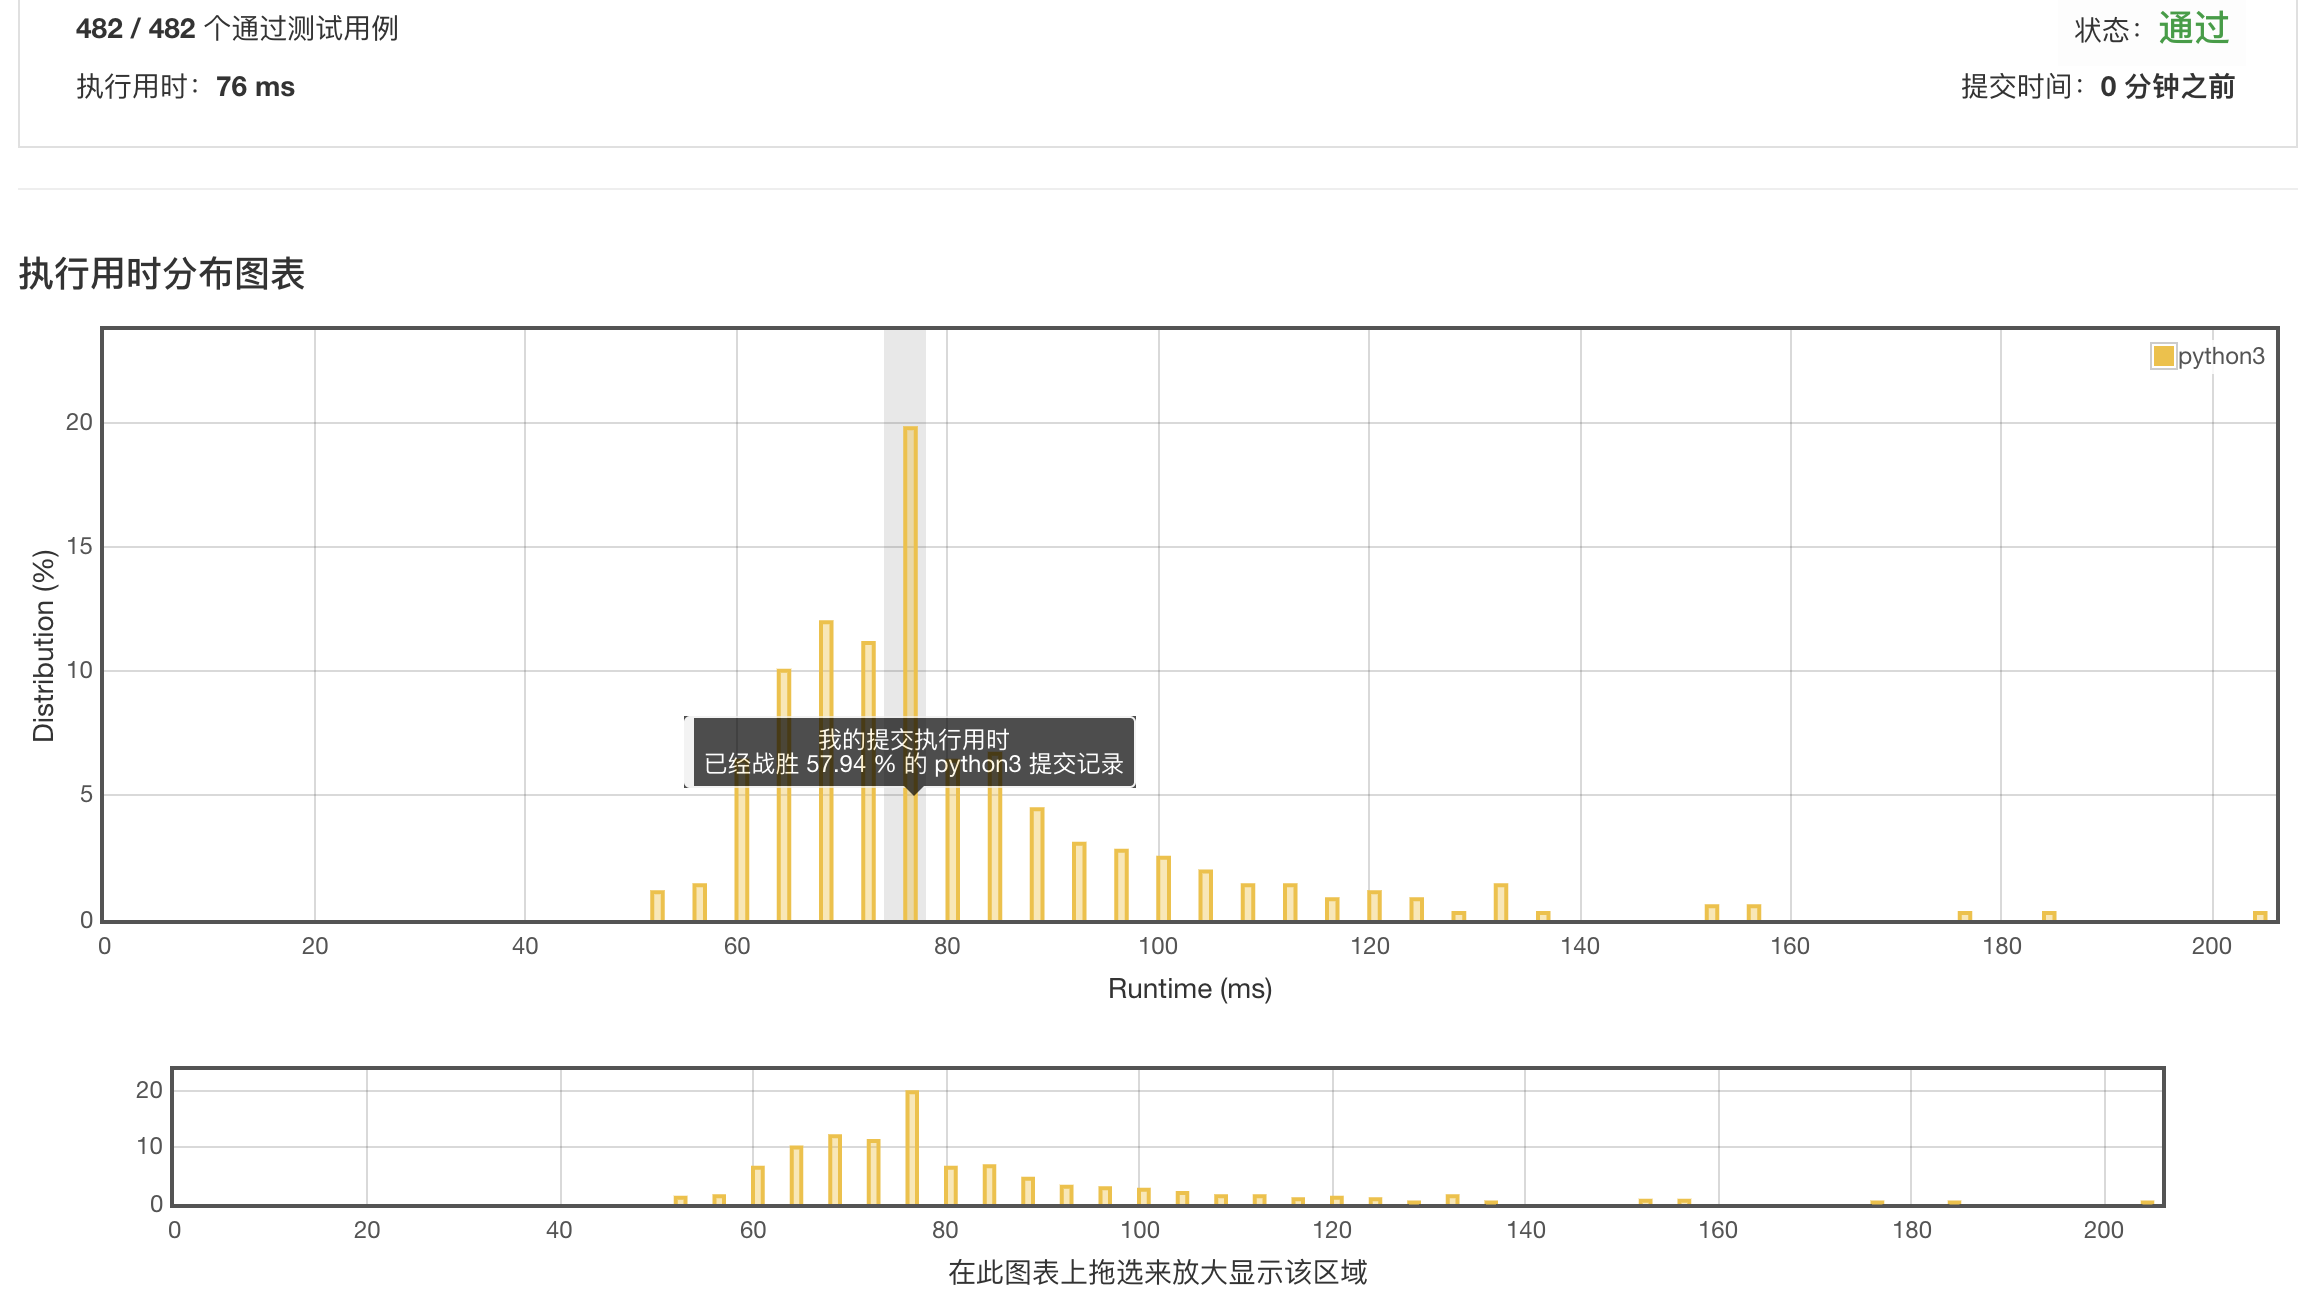 482 / 482 个通过测试用例
状态：通过
执行用时：76 ms
提交时间：0 分钟之前
执行用时分布图表
python3
20
15
10
5
0
Distribution (%)
我的提交执行用时
已经战胜 57.94 % 的 python3 提交记录
0 20 40 60 80 100 120 140 160 180 200
Runtime (ms)
20
10
0
0 20 40 60 80 100 120 140 160 180 200
在此图表上拖选来放大显示该区域